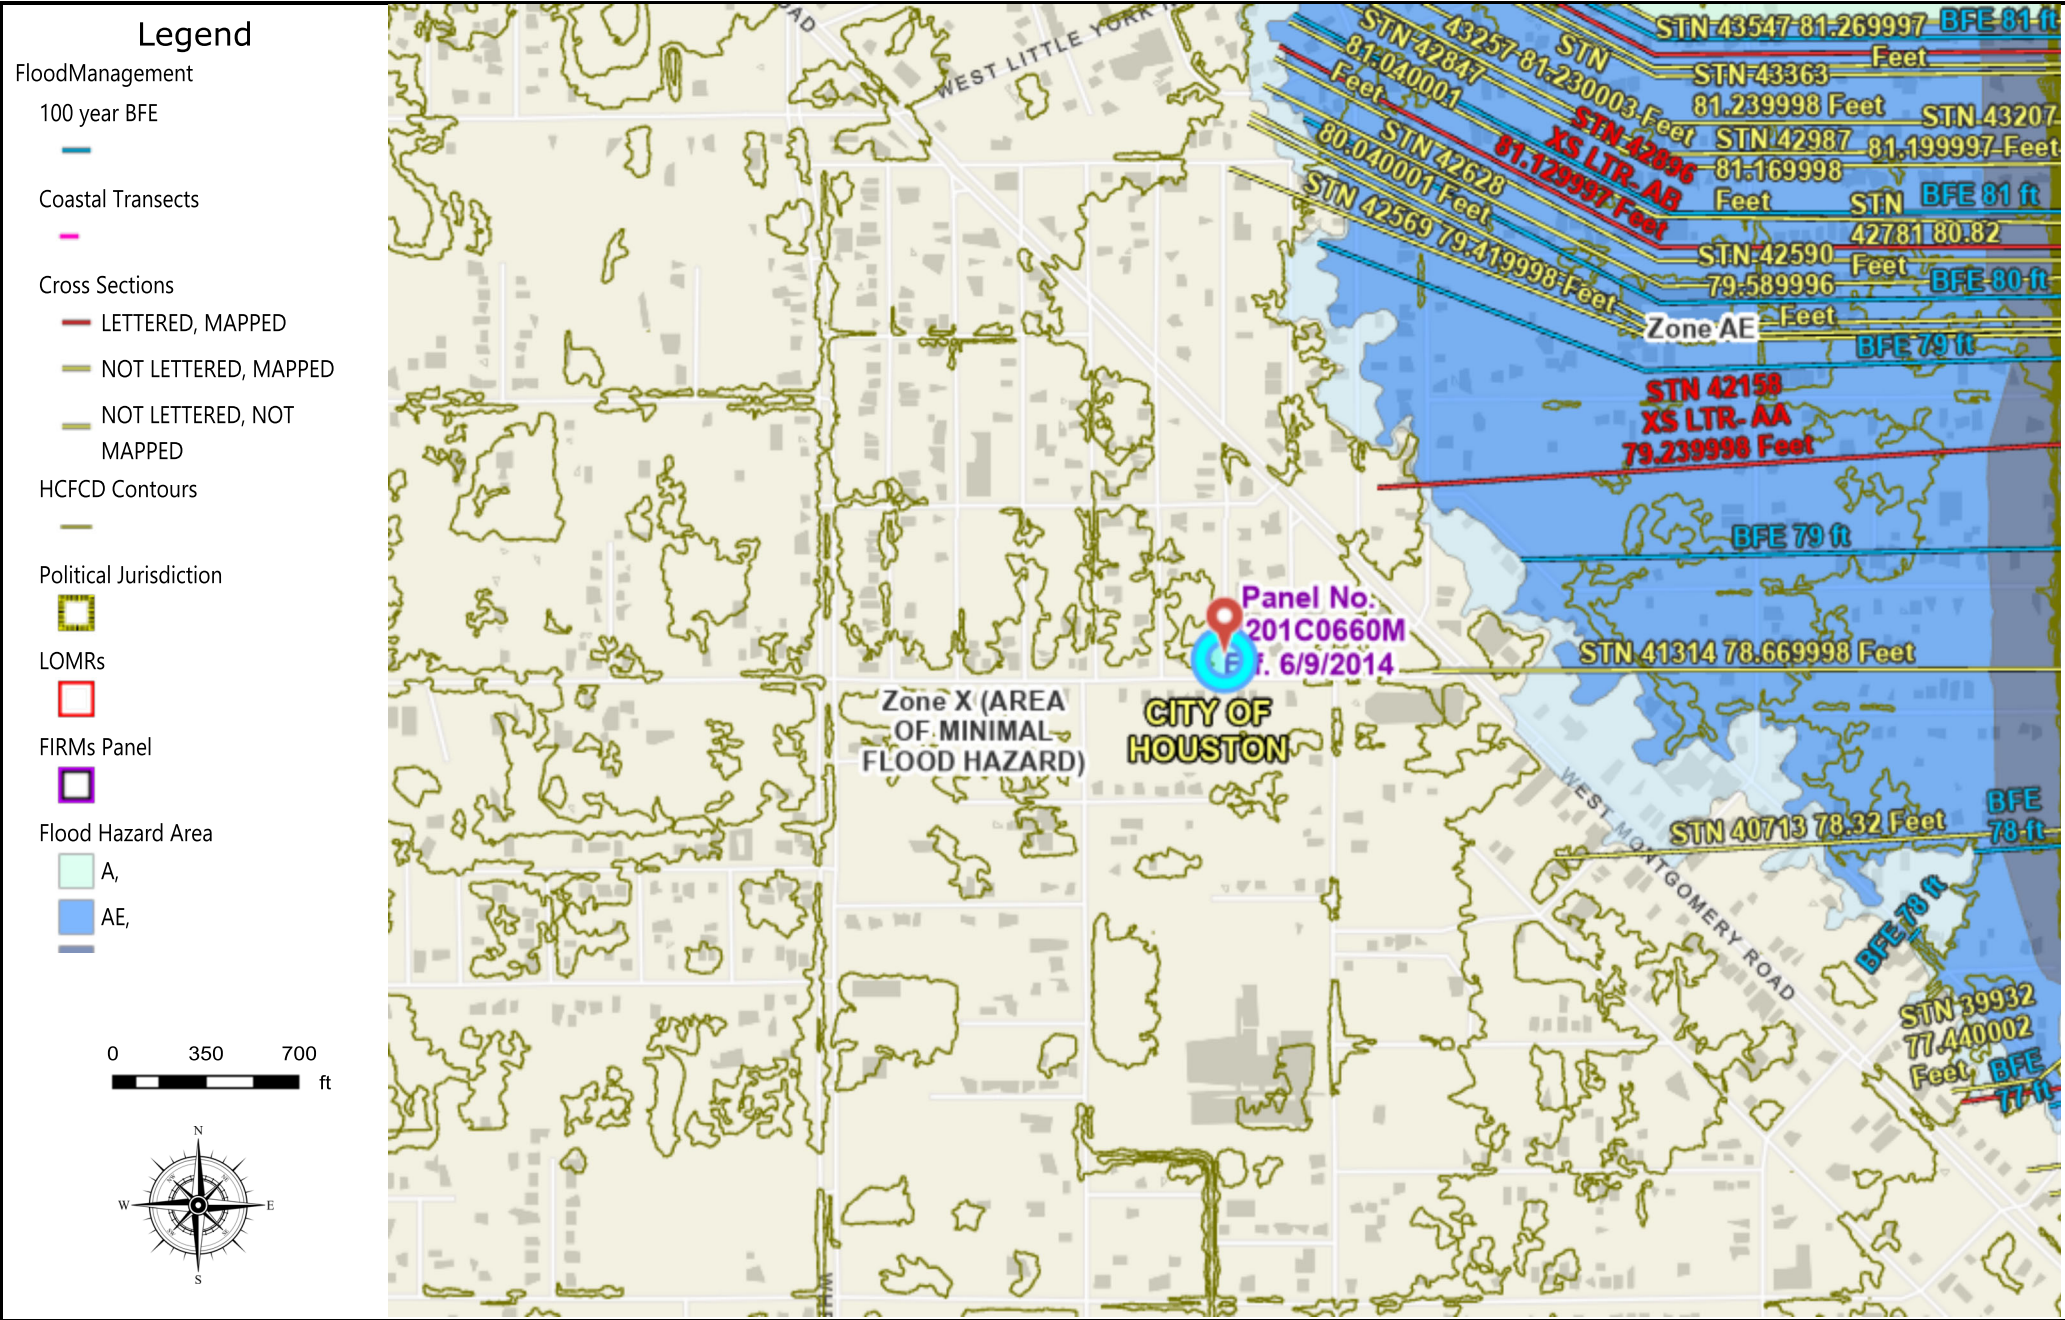 Legend
FloodManagement
100 year BFE
Coastal Transects
Cross Sections
LETTERED, MAPPED
NOT LETTERED, MAPPED
NOT LETTERED, NOT
MAPPED
HCFCD Contours
Political Jurisdiction
LOMRs
FIRMs Panel
Flood Hazard Area
A,
AE,
0 350 700
ft
N
W E
S
OAD
WEST LITTLE YORK
STN 43547 81.269997
Feet
BFE 81 ft
STN
43257 81.230003 Feet
STN 43363
81.239998 Feet
STN 43207
81.199997 Feet
STN 42847
81.040001
Feet
STN 42987
81.169998
Feet
STN 42896
XS LTR- AB
81.129997 Feet
BFE 81 ft
STN
42781 80.82
Feet
STN 42628
80.040001 Feet
STN 42590
79.589996
Feet
BFE 80 ft
STN 42569 79.419998 Feet
Zone AE
BFE 79 ft
STN 42158
XS LTR- AA
79.239998 Feet
BFE 79 ft
Panel No.
201C0660M
f. 6/9/2014
STN 41314 78.669998 Feet
Zone X (AREA
OF MINIMAL
FLOOD HAZARD)
CITY OF
HOUSTON
WEST MONTGOMERY ROAD
BFE
78 ft
STN 40713 78.32 Feet
BFE 78 ft
STN 39932
77.440002
Feet
BFE
77 ft